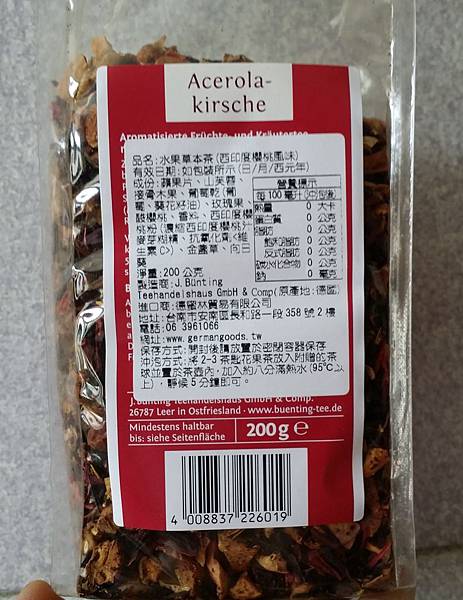 Acerola-
kirsche
Aromatisierte Früchte- und Kräutertee
品名:水果草本茶(西印度櫻桃風味)
有效日期:如包裝所示(日/月/西元年)
成份:蘋果片、山芙蓉、
接骨木果、葡萄乾(葡
萄、葵花籽油)、玫瑰果、
酸櫻桃、香料、西印度櫻
桃粉(濃縮西印度櫻桃汁、
麥芽糊精、抗氧化劑<維
生素C>)、金盞草、向日
葵
營養標示
每100毫升(沖泡後)
熱量 0 大卡
蛋白質 0 公克
脂肪 0 公克
飽和脂肪 0 公克
反式脂肪 0 公克
碳水化合物 0 公克
鈉 0 毫克
淨重:200公克
製造商:J.Bünting
Teehandelshaus GmbH & Comp(原產地:德國)
進口商:德國林貿易有限公司
地址:台南市安南區長和路一段358號2樓
電話:06 3961066
網址:www.germangoods.tw
保存方式:開封後請放置於密閉容器保存
沖泡方式:將2-3茶匙花果茶放入附贈的茶
球並置於茶壺內,加入約八分滿熱水(95℃以
上),靜候5分鐘即可。
J.Bünting Teehandelshaus GmbH & Comp.
26787 Leer in Ostfriesland · www.buenting-tee.de
Mindestens haltbar
bis: siehe Seitenfläche
200g e
4 008837 226019